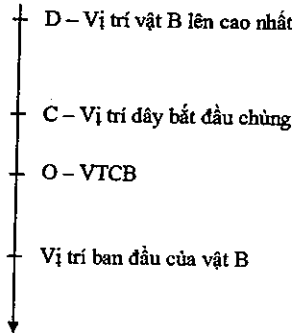 D – Vị trí vật B lên cao nhất
C – Vị trí dây bắt đầu chùng
O – VTCB
Vị trí ban đầu của vật B